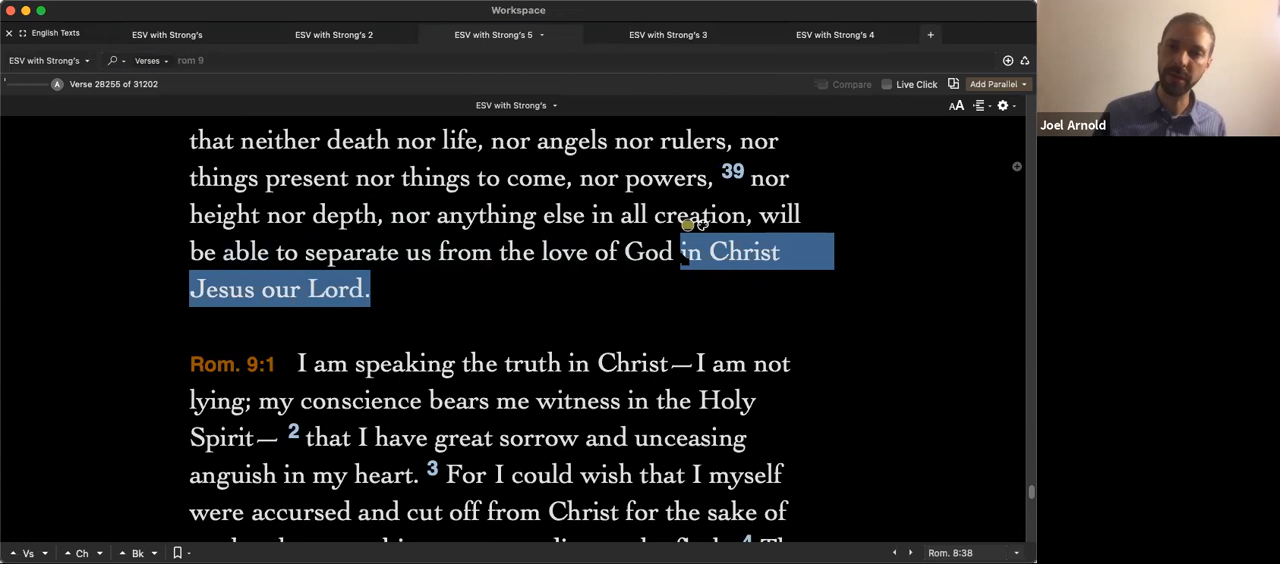 Workspace
English Texts
ESV with Strong's
ESV with Strong's 2
ESV with Strong's 5
ESV with Strong's 3
ESV with Strong's 4
ESV with Strong's
Verses
rom 9
A Verse 28255 of 31202
Compare
Live Click
Add Parallel
ESV with Strong's
AA
Joel Arnold
that neither death nor life, nor angels nor rulers, nor
things present nor things to come, nor powers, 39 nor
height nor depth, nor anything else in all creation, will
be able to separate us from the love of God in Christ
Jesus our Lord.
Rom. 9:1 I am speaking the truth in Christ—I am not
lying; my conscience bears me witness in the Holy
Spirit— 2 that I have great sorrow and unceasing
anguish in my heart. 3 For I could wish that I myself
were accursed and cut off from Christ for the sake of
Vs
Ch
Bk
Rom. 8:38